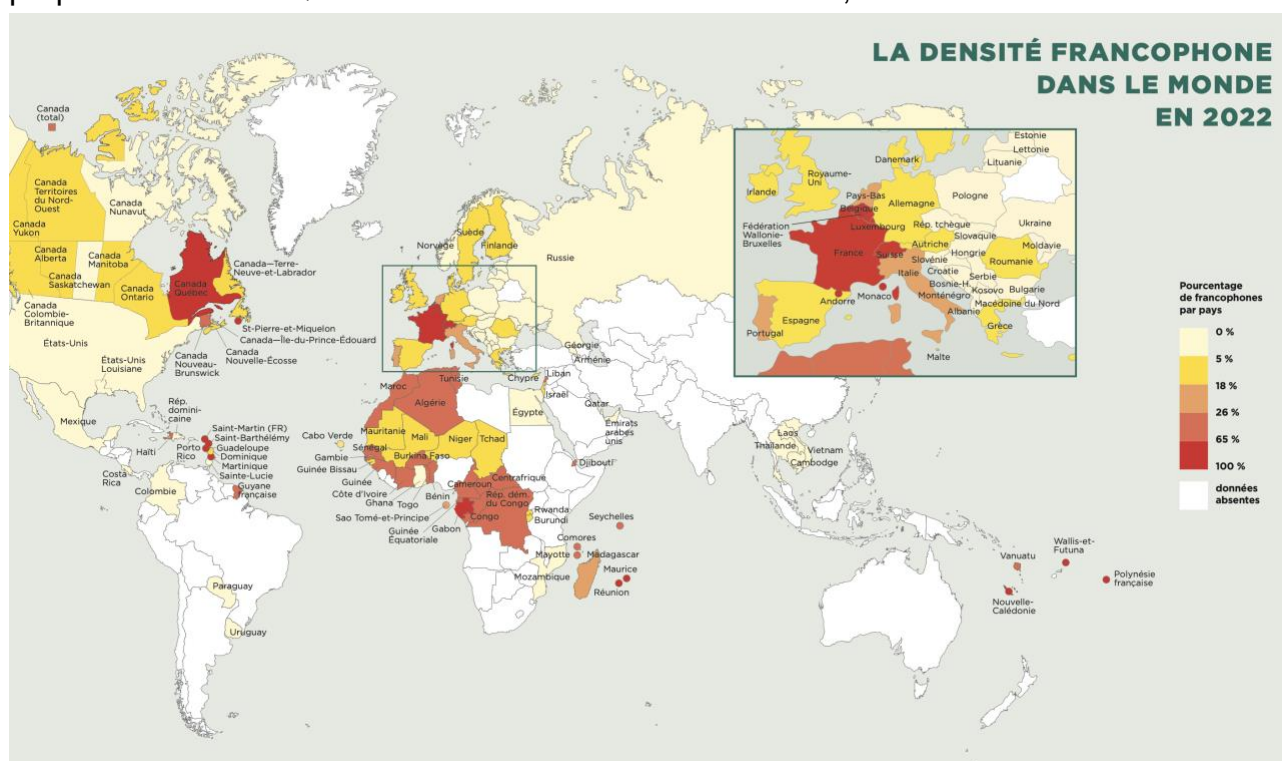 LA DENSITÉ FRANCOPHONE
DANS LE MONDE
EN 2022
Canada
(total)
Canada
Territoires
du Nord-
Ouest
Canada
Nunavut
Canada
Yukon
Canada
Alberta
Canada
Manitoba
Canada
Saskatchewan
Canada
Ontario
Canada
Québec
Canada—Terre-
Neuve-et-Labrador
Canada
Colombie-
Britannique
St-Pierre-et-Miquelon
Canada—Île-du-Prince-Édouard
Canada
Nouvelle-Écosse
Canada
Nouveau-
Brunswick
États-Unis
États-Unis
Louisiane
Mexique
Rép.
domini-
caine
Haïti
Porto
Rico
Saint-Martin (FR)
Saint-Barthélémy
Guadeloupe
Dominique
Martinique
Sainte-Lucie
Guyane
française
Costa
Rica
Colombie
Paraguay
Uruguay
Norvège
Suède
Finlande
Russie
Géorgie
Arménie
Chypre
Liban
Israël
Qatar
Émirats
arabes
unis
Égypte
Tunisie
Maroc
Algérie
Mauritanie
Mali
Niger
Tchad
Cabo Verde
Sénégal
Gambie
Guinée Bissau
Burkina Faso
Guinée
Côte d'Ivoire
Ghana
Togo
Bénin
Cameroun
Centrafrique
Rép. dém.
du Congo
Sao Tomé-et-Principe
Guinée
Équatoriale
Gabon
Congo
Rwanda
Burundi
Djibouti
Seychelles
Comores
Mayotte
Madagascar
Mozambique
Maurice
Réunion
Laos
Thaïlande
Vietnam
Cambodge
Vanuatu
Wallis-et-
Futuna
Polynésie
française
Nouvelle-
Calédonie
Estonie
Lettonie
Lituanie
Danemark
Royaume-
Uni
Irlande
Pays-Bas
Belgique
Allemagne
Pologne
Fédération
Wallonie-
Bruxelles
Luxembourg
Rép. tchèque
Slovaquie
Ukraine
Moldavie
France
Suisse
Autriche
Hongrie
Slovénie
Roumanie
Italie
Croatie
Serbie
Bosnie-H.
Kosovo
Bulgarie
Monaco
Monténégro
Macédoine du Nord
Andorre
Albanie
Espagne
Portugal
Grèce
Malte
Pourcentage
de francophones
par pays
0 %
5 %
18 %
26 %
65 %
100 %
données
absentes